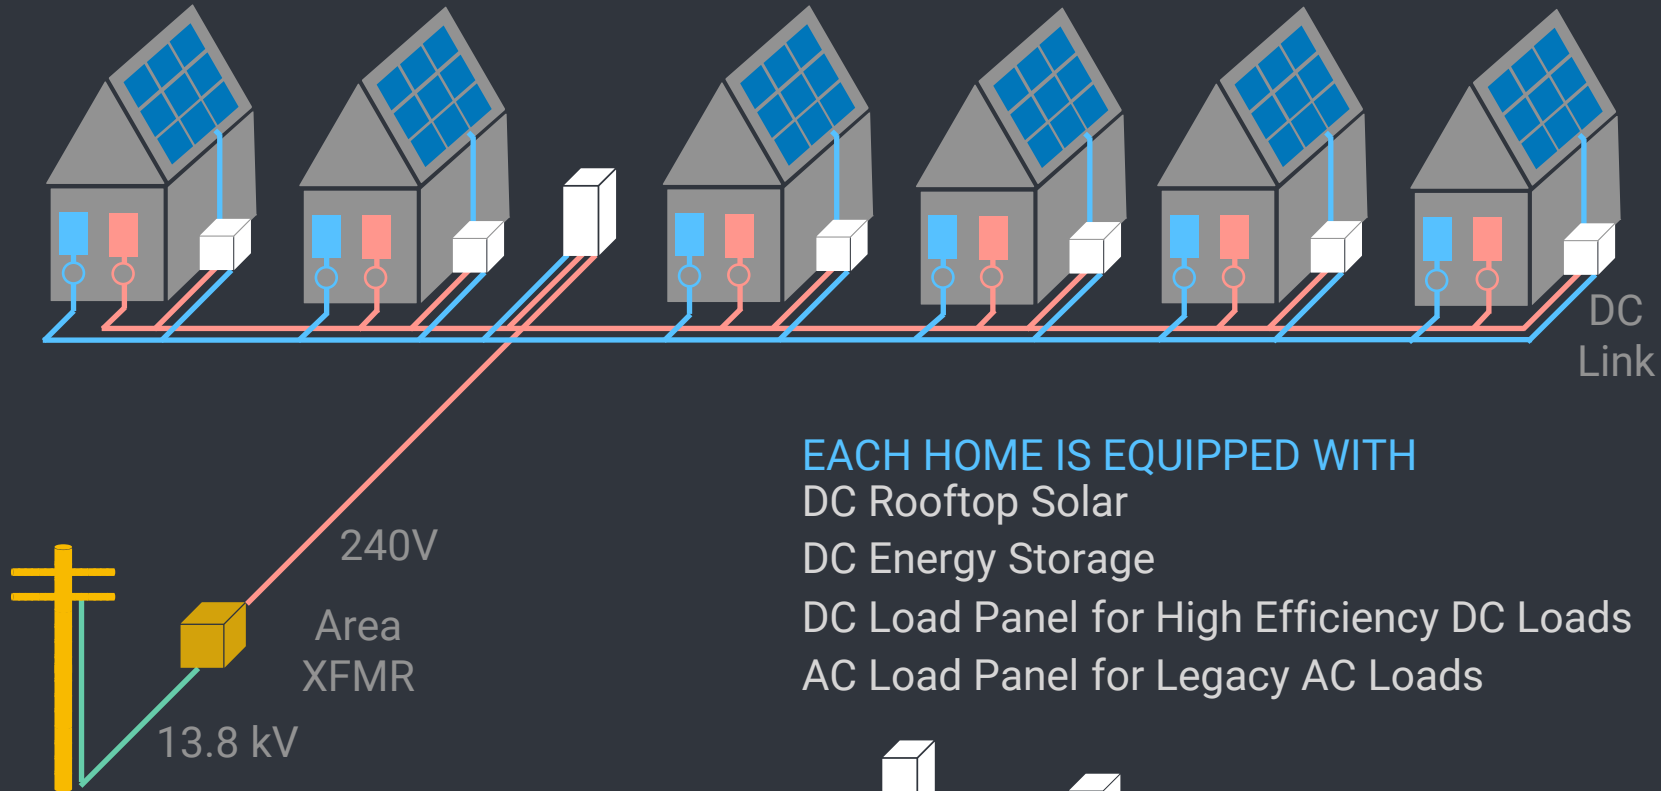 DC
Link
EACH HOME IS EQUIPPED WITH
DC Rooftop Solar
240V
DC Energy Storage
DC Load Panel for High Efficiency DC Loads
Area
XFMR
AC Load Panel for Legacy AC Loads
13.8 kV